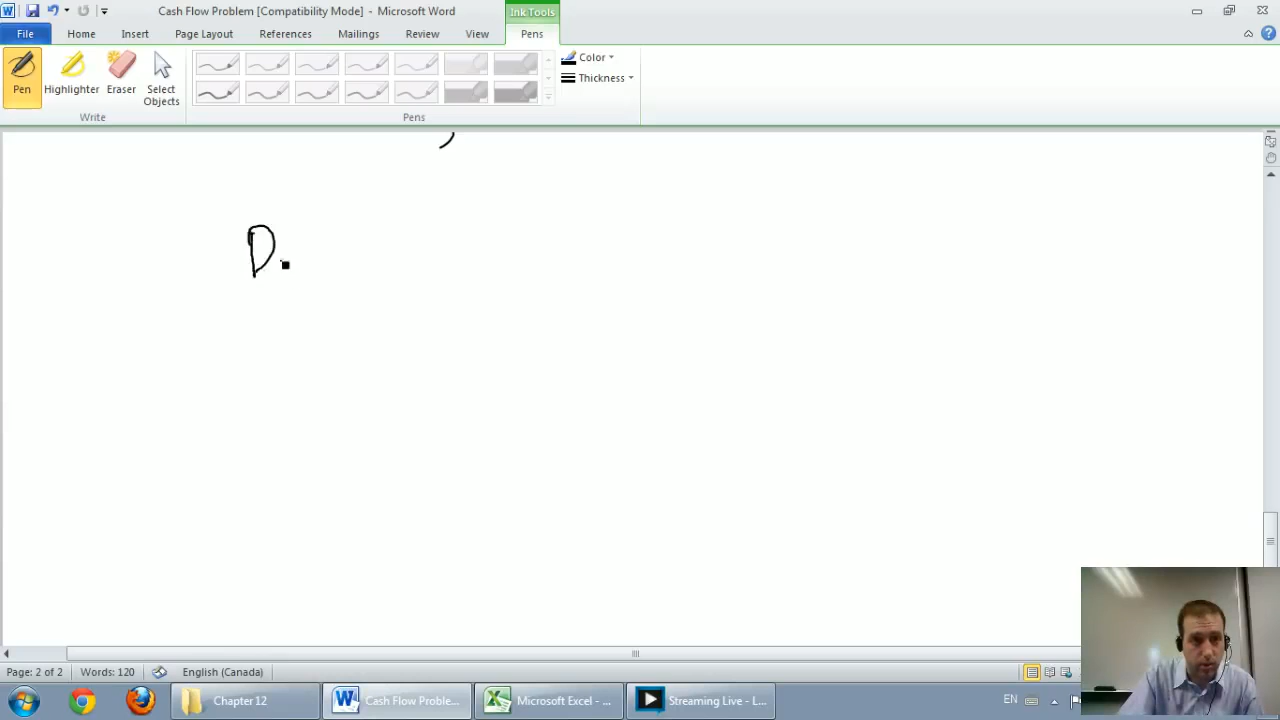 Cash Flow Problem [Compatibility Mode] - Microsoft Word
Ink Tools
File Home Insert Page Layout References Mailings Review View Pens
Pen Highlighter Eraser Select Objects
Color
Thickness
Write Pens
D.
Page: 2 of 2 Words: 120 English (Canada)
Chapter12 Cash Flow Proble... Microsoft Excel - ... Streaming Live - L... EN